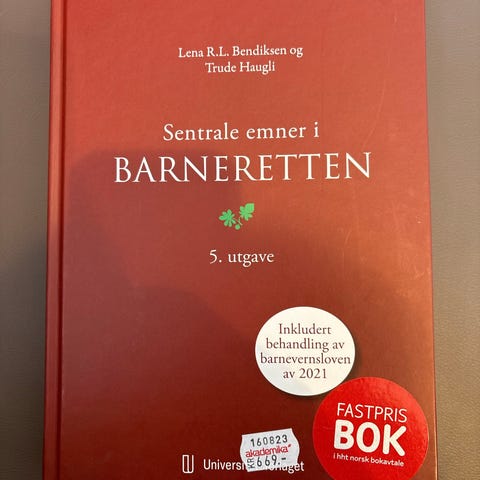 Lena R.L. Bendiksen og
Trude Haugli
Sentrale emner i
BARNERETTEN
5. utgave
Inkludert
behandling av
barnevernsloven
av 2021
FASTPRIS
BOK
i hht norsk bokavtale
160823
akademika
669.-